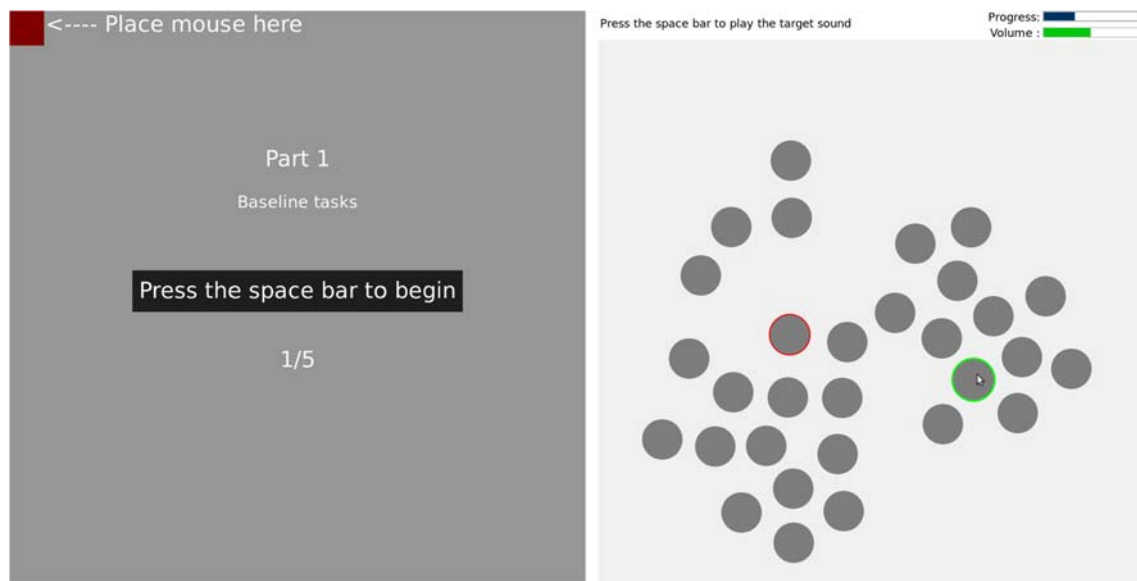 <---- Place mouse here
Part 1
Baseline tasks
Press the space bar to begin
1/5
Press the space bar to play the target sound
Progress:
Volume :